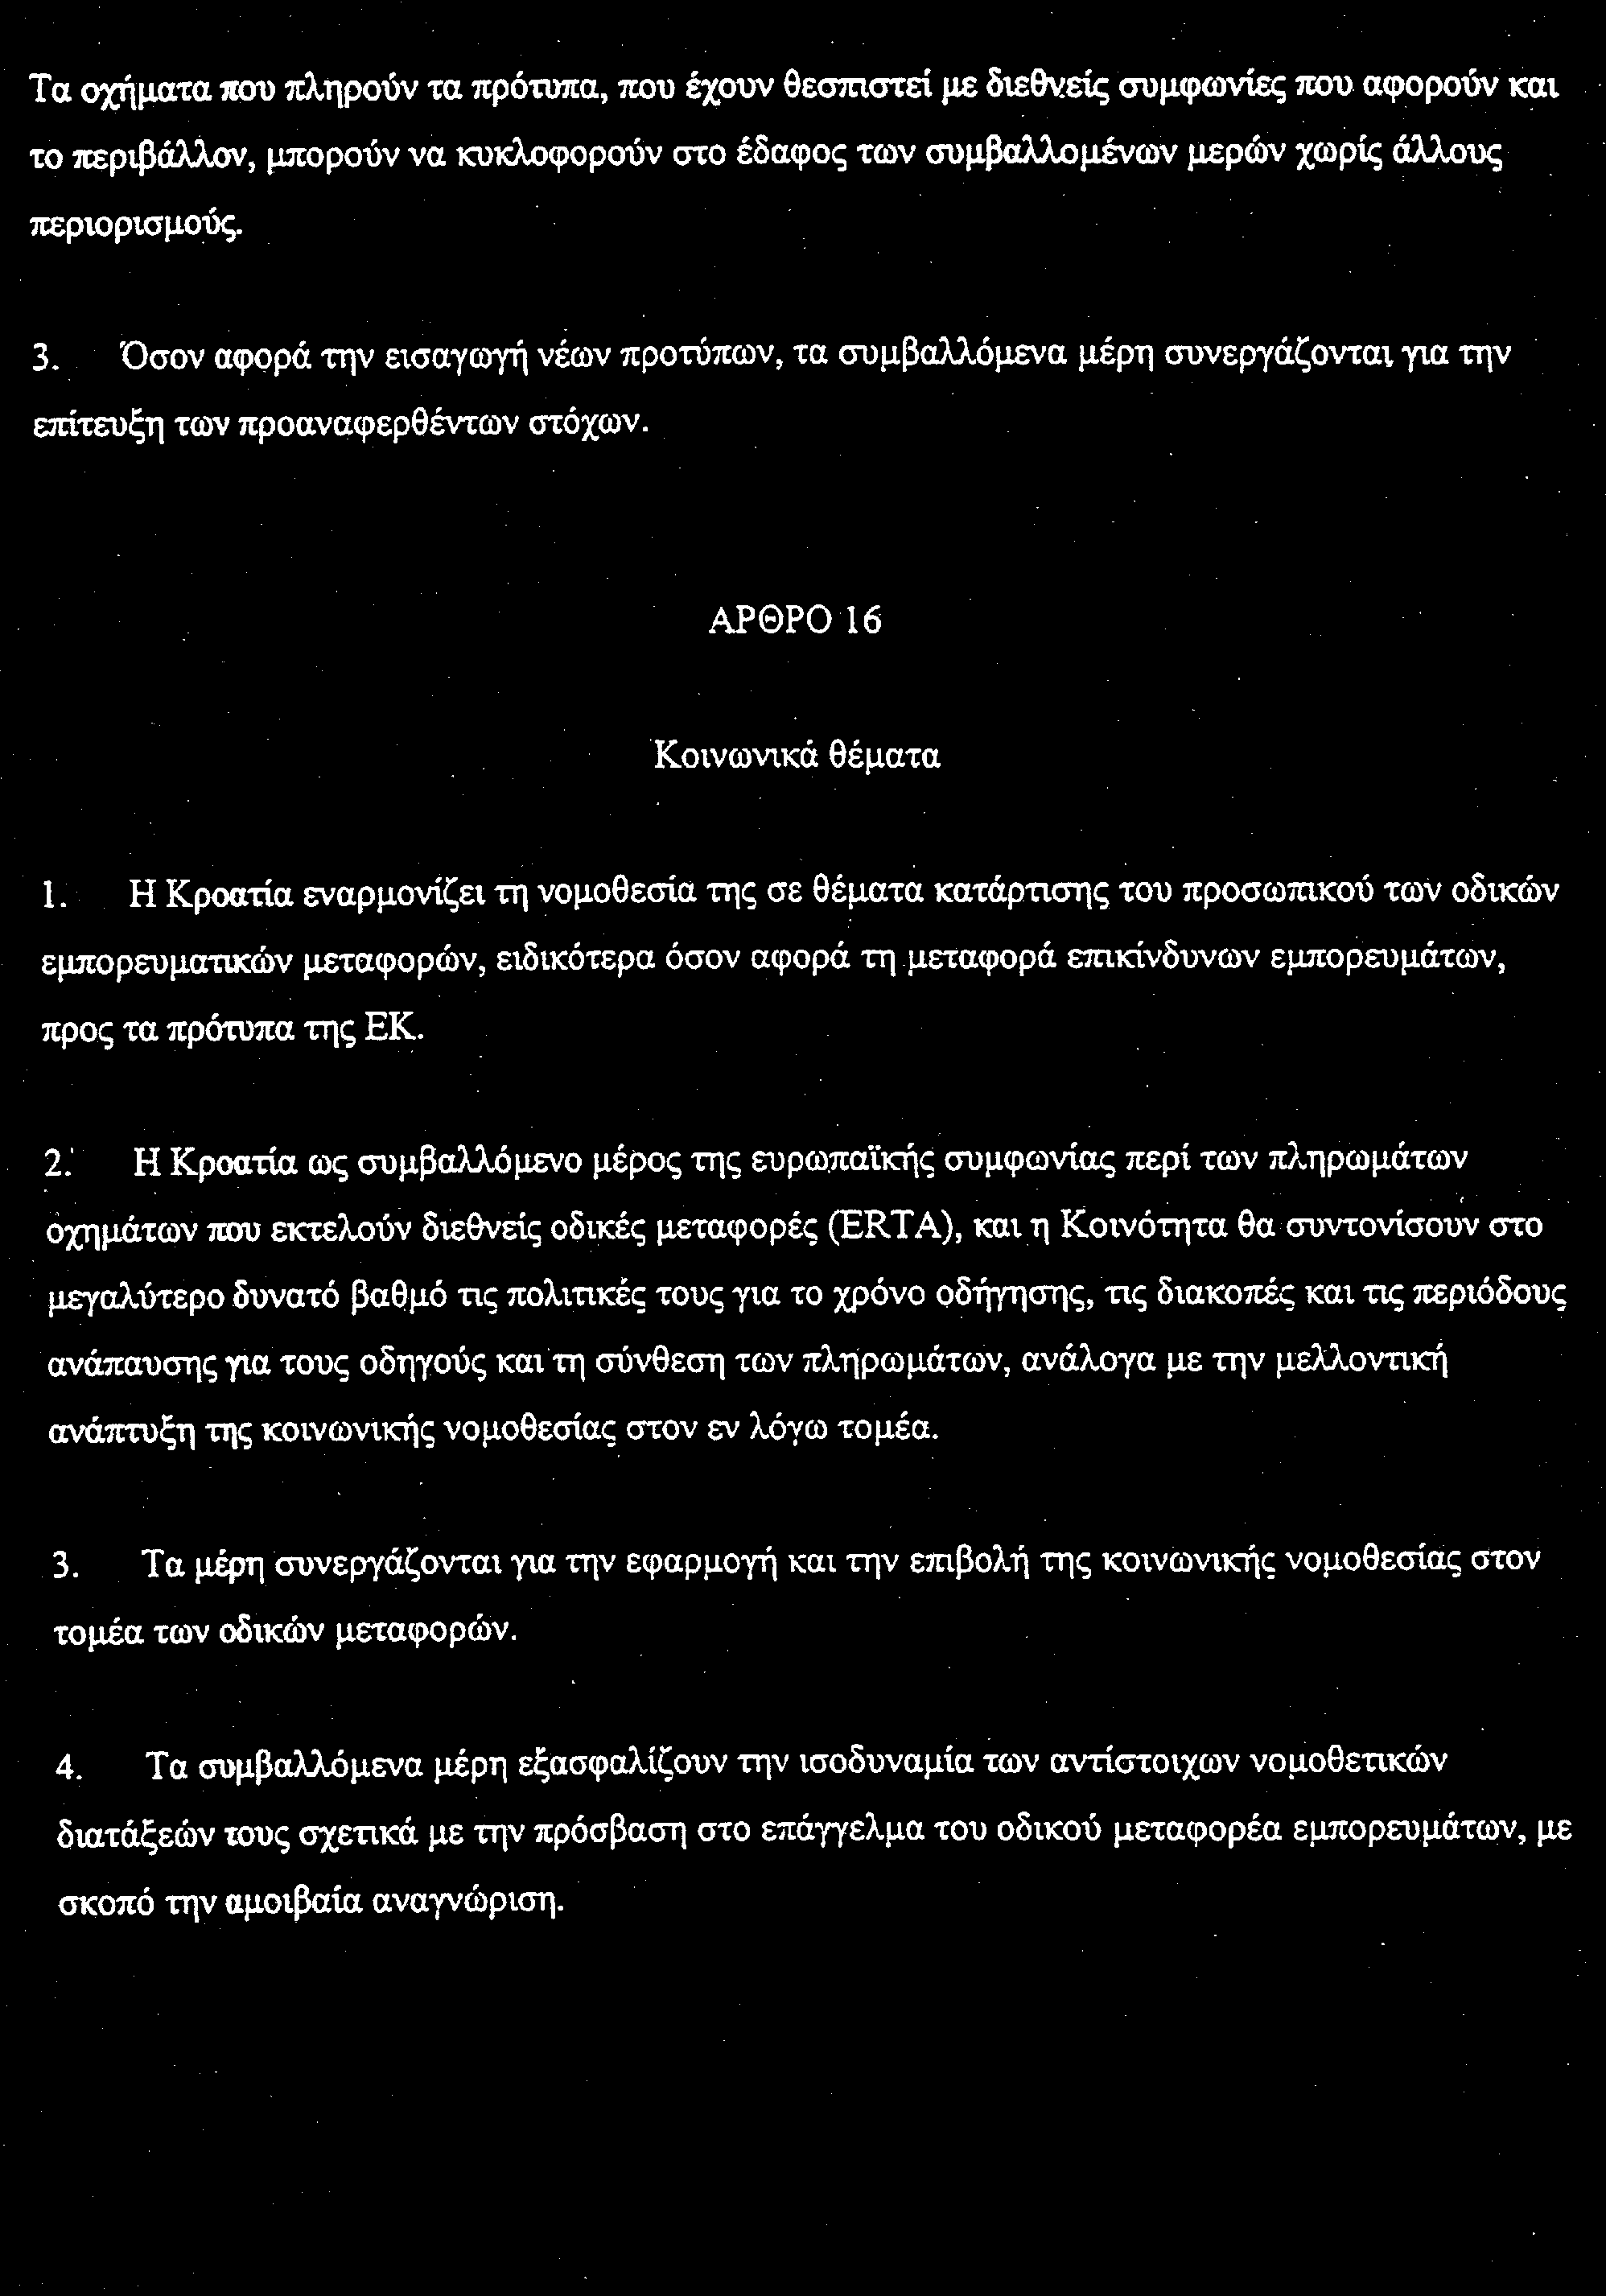 Τα οχήματα που πληρούν τα πρότυπα, που έχουν θεσπιστεί με διεθνείς συμφωνίες που αφορούν και
το περιβάλλον, μπορούν να κυκλοφορούν στο έδαφος των συμβαλλομένων μερών χωρίς άλλους
περιορισμούς.
3. Όσον αφορά την εισαγωγή νέων προτύπων, τα συμβαλλόμενα μέρη συνεργάζονται για την
επίτευξη των προαναφερθέντων στόχων.
ΑΡΘΡΟ 16
Κοινωνικά θέματα
1. Η Κροατία εναρμονίζει τη νομοθεσία της σε θέματα κατάρτισης του προσωπικού των οδικών
εμπορευματικών μεταφορών, ειδικότερα όσον αφορά τη μεταφορά επικίνδυνων εμπορευμάτων,
προς τα πρότυπα της ΕΚ.
2. Η Κροατία ως συμβαλλόμενο μέρος της ευρωπαϊκής συμφωνίας περί των πληρωμάτων
οχημάτων που εκτελούν διεθνείς οδικές μεταφορές (ERTA), και η Κοινότητα θα συντονίσουν στο
μεγαλύτερο δυνατό βαθμό τις πολιτικές τους για το χρόνο οδήγησης, τις διακοπές και τις περιόδους
ανάπαυσης για τους οδηγούς και τη σύνθεση των πληρωμάτων, ανάλογα με την μελλοντική
ανάπτυξη της κοινωνικής νομοθεσίας στον εν λόγω τομέα.
3. Τα μέρη συνεργάζονται για την εφαρμογή και την επιβολή της κοινωνικής νομοθεσίας στον
τομέα των οδικών μεταφορών.
4. Τα συμβαλλόμενα μέρη εξασφαλίζουν την ισοδυναμία των αντίστοιχων νομοθετικών
διατάξεών τους σχετικά με την πρόσβαση στο επάγγελμα του οδικού μεταφορέα εμπορευμάτων, με
σκοπό την αμοιβαία αναγνώριση.